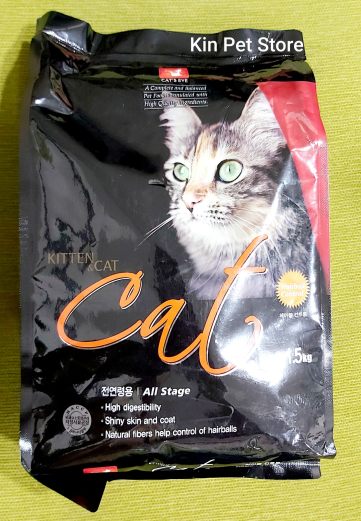 Kin Pet Store
CAT'S EYE
A Complete and Balanced
Pet Food Formulated with
High Quality Ingredients.
KITTEN
& CAT
Cat
.5kg
전연령용 | All Stage
• High digestibility
• Shiny skin and coat
• Natural fibers help control of hairballs